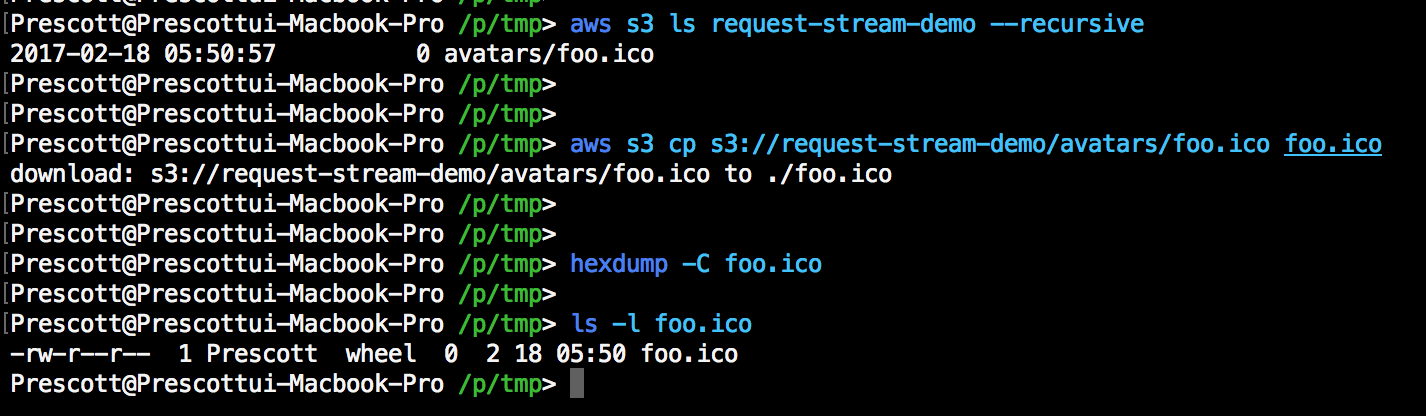 [Prescott@Prescottui-Macbook-Pro /p/tmp> aws s3 ls request-stream-demo --recursive
2017-02-18 05:50:57          0 avatars/foo.ico
[Prescott@Prescottui-Macbook-Pro /p/tmp>
[Prescott@Prescottui-Macbook-Pro /p/tmp>
[Prescott@Prescottui-Macbook-Pro /p/tmp> aws s3 cp s3://request-stream-demo/avatars/foo.ico foo.ico
download: s3://request-stream-demo/avatars/foo.ico to ./foo.ico
[Prescott@Prescottui-Macbook-Pro /p/tmp>
[Prescott@Prescottui-Macbook-Pro /p/tmp>
[Prescott@Prescottui-Macbook-Pro /p/tmp> hexdump -C foo.ico
[Prescott@Prescottui-Macbook-Pro /p/tmp>
[Prescott@Prescottui-Macbook-Pro /p/tmp> ls -l foo.ico
-rw-r--r--  1 Prescott  wheel  0  2 18 05:50 foo.ico
Prescott@Prescottui-Macbook-Pro /p/tmp>